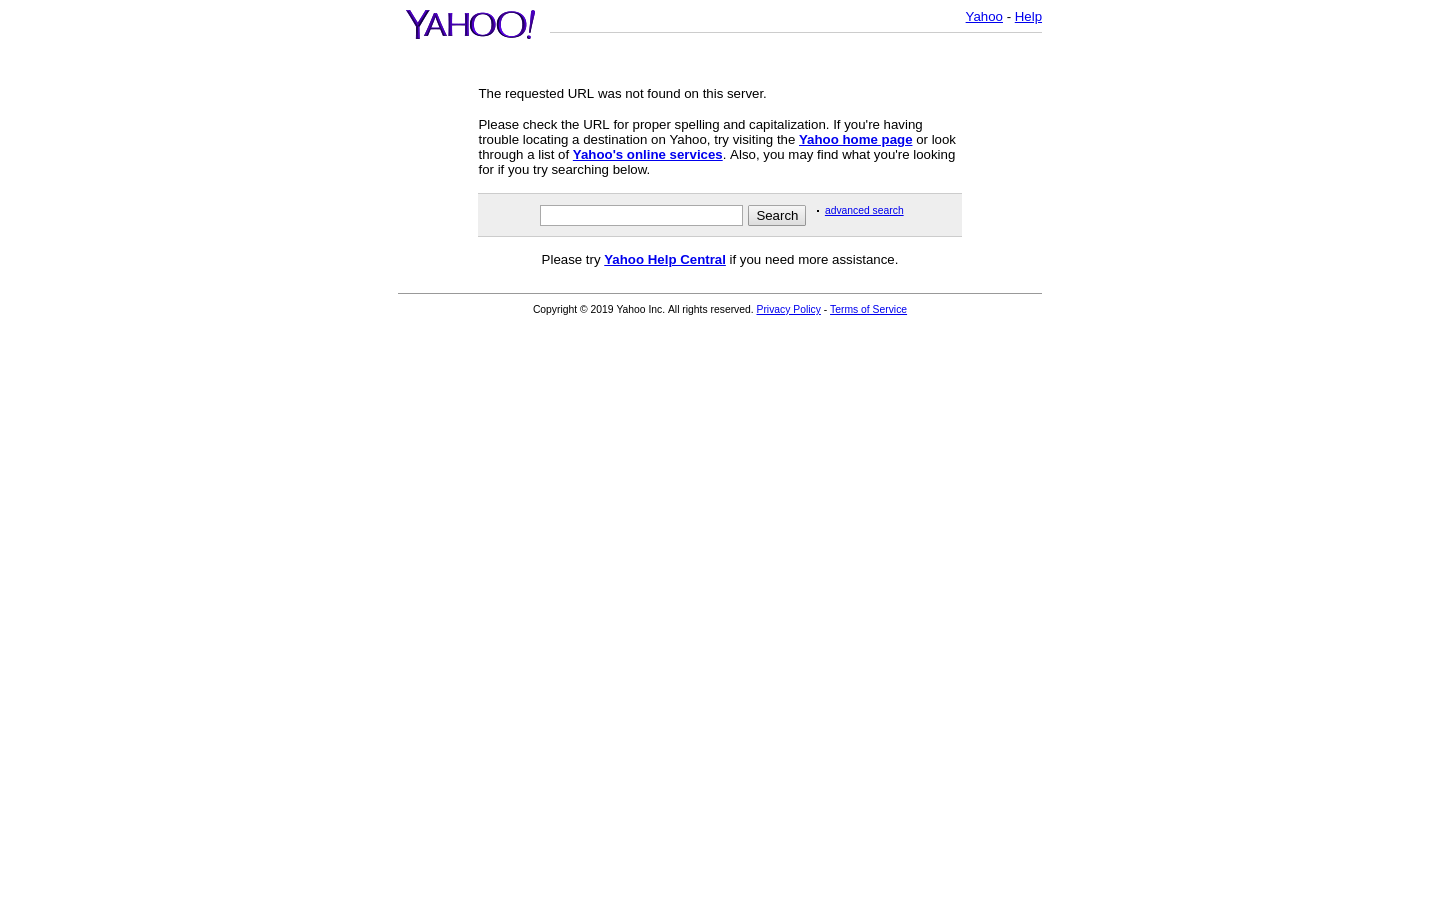 YAHOO!
Yahoo - Help
The requested URL was not found on this server.
Please check the URL for proper spelling and capitalization. If you're having
trouble locating a destination on Yahoo, try visiting the Yahoo home page or look
through a list of Yahoo's online services. Also, you may find what you're looking
for if you try searching below.
Search
· advanced search
Please try Yahoo Help Central if you need more assistance.
Copyright © 2019 Yahoo Inc. All rights reserved. Privacy Policy - Terms of Service